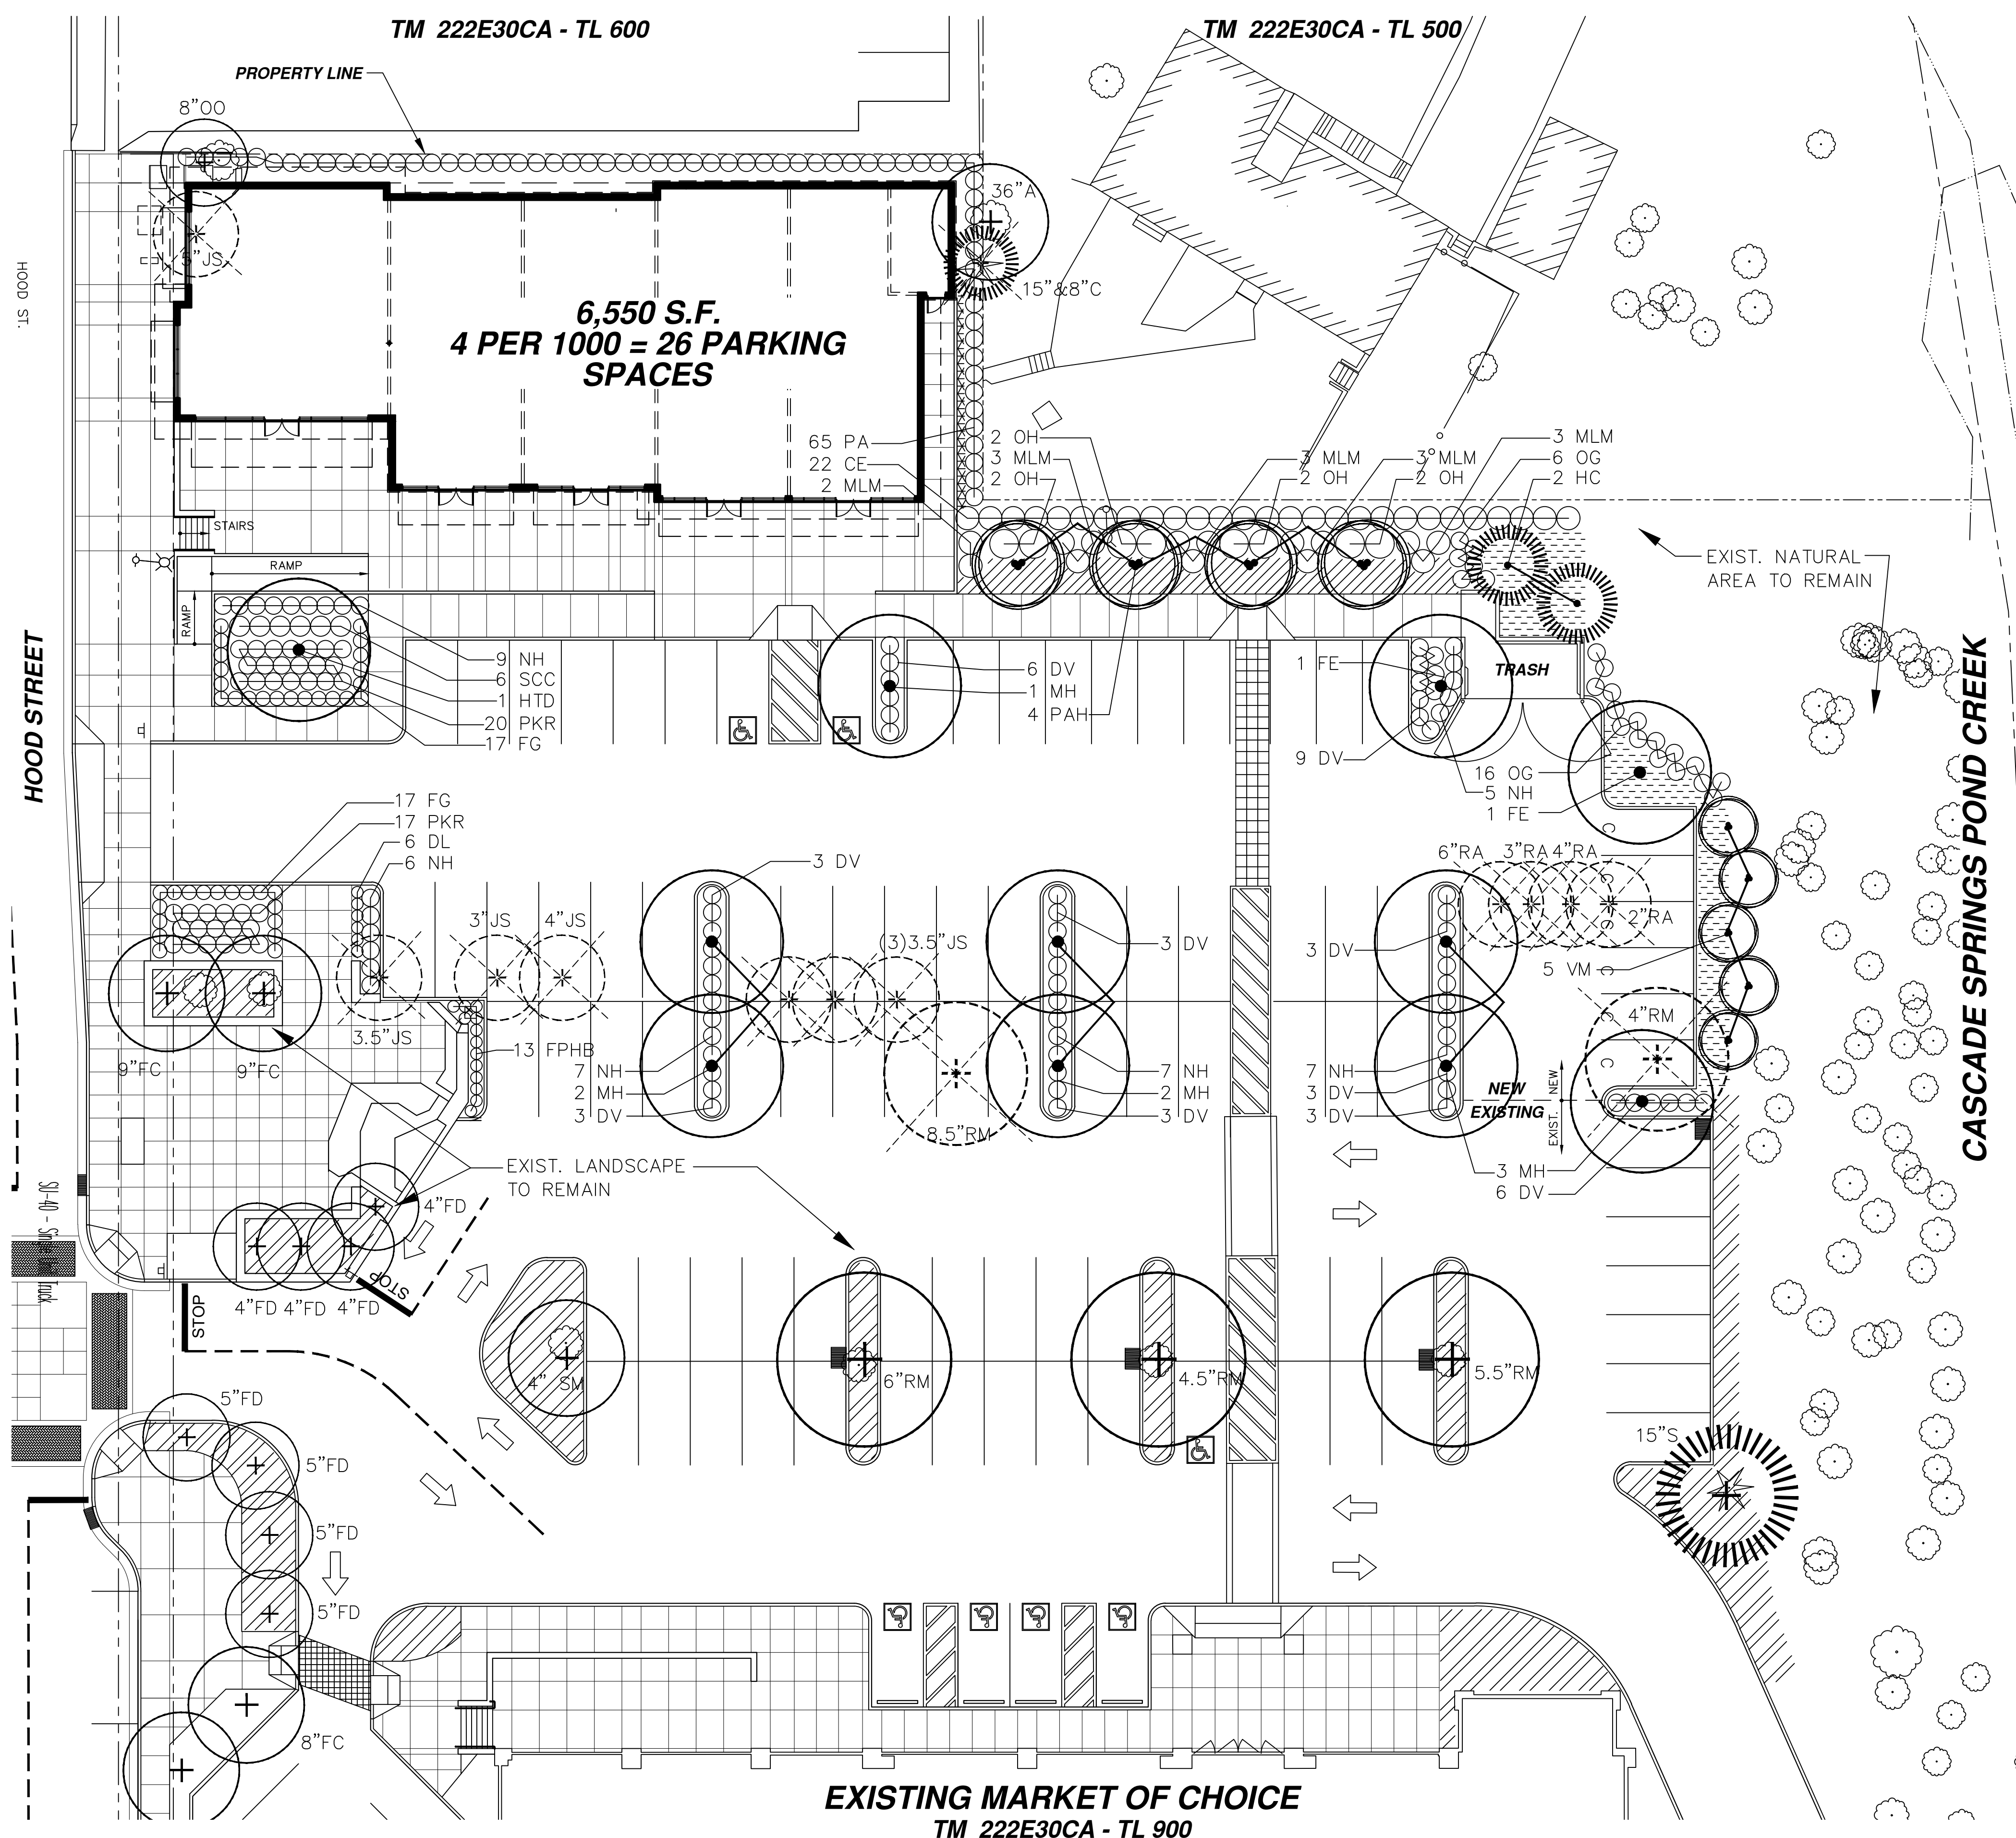 TM 222E30CA - TL 600
TM 222E30CA - TL 500
PROPERTY LINE
8"OO
36"A
5"JS
15"&8"C
HOOD ST.
6,550 S.F.
4 PER 1000 = 26 PARKING
SPACES
65 PA
22 CE
2 MLM
2 OH
3 MLM
2 OH
3 MLM
2 OH
3 MLM
2 OH
3 MLM
6 OG
2 HC
STAIRS
RAMP
RAMP
EXIST. NATURAL
AREA TO REMAIN
HOOD STREET
CASCADE SPRINGS POND CREEK
9 NH
6 SCC
1 HTD
20 PKR
17 FG
6 DV
1 MH
4 PAH
1 FE
TRASH
9 DV
16 OG
5 NH
1 FE
17 FG
17 PKR
6 DL
6 NH
3 DV
6"RA
3"RA
4"RA
2"RA
3"JS
4"JS
(3)3.5"JS
3 DV
3 DV
5 VM
C
C
C
C
C
C
4"RM
3.5"JS
9"FC
9"FC
13 FPHB
7 NH
2 MH
3 DV
8.5"RM
7 NH
2 MH
3 DV
7 NH
3 DV
3 DV
NEW
EXISTING
NEW
EXIST.
3 MH
6 DV
EXIST. LANDSCAPE
TO REMAIN
SU-40 - Single Unit Truck
4"FD
4"FD
4"FD
4"FD
STOP
STOP
4" SM
6"RM
4.5"RM
5.5"RM
5"FD
5"FD
5"FD
5"FD
15"S
8"FC
EXISTING MARKET OF CHOICE
TM 222E30CA - TL 900